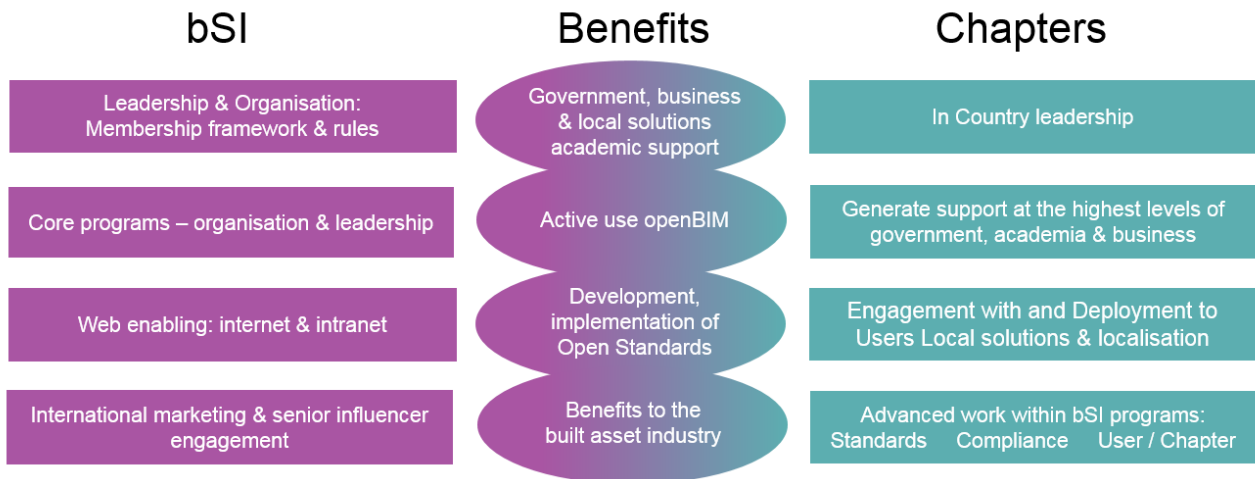 bSI
Benefits
Chapters
Leadership & Organisation:
Membership framework & rules
Government, business
& local solutions
academic support
In Country leadership
Core programs – organisation & leadership
Active use openBIM
Generate support at the highest levels of
government, academia & business
Web enabling: internet & intranet
Development,
implementation of
Open Standards
Engagement with and Deployment to
Users Local solutions & localisation
International marketing & senior influencer
engagement
Benefits to the
built asset industry
Advanced work within bSI programs:
Standards Compliance User / Chapter